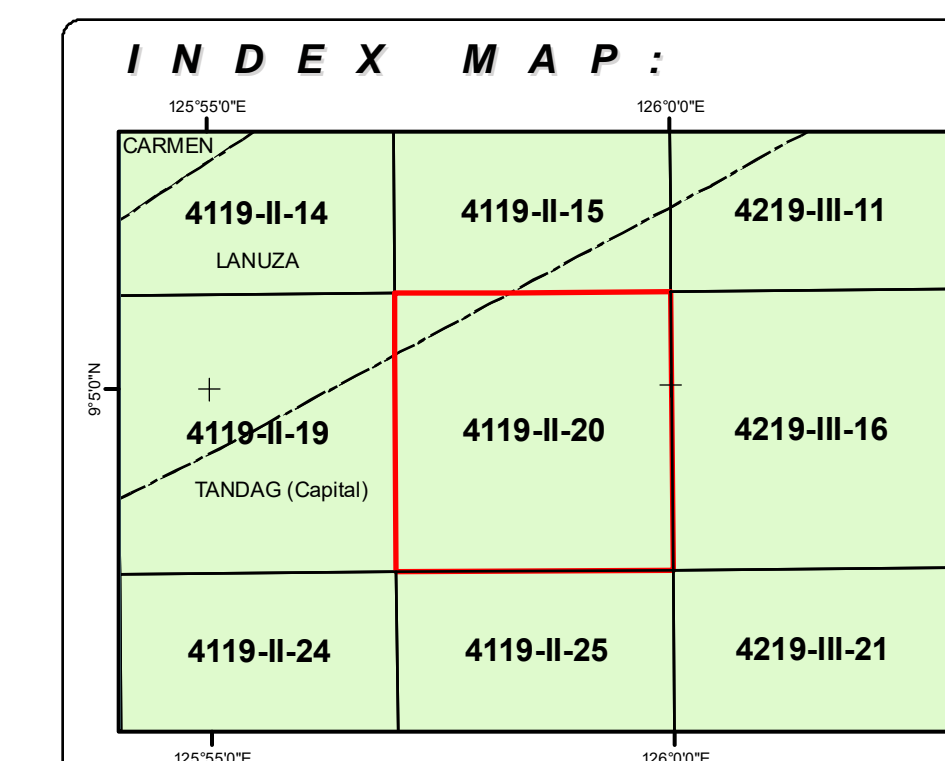 INDEX MAP:
125°55'0"E 126°0'0"E
CARMEN
4119-II-14 4119-II-15 4219-III-11
LANUZA
9°5'0"N
4119-II-19 4119-II-20 4219-III-16
TANDAG (Capital)
4119-II-24 4119-II-25 4219-III-21
125°55'0"E 126°0'0"E